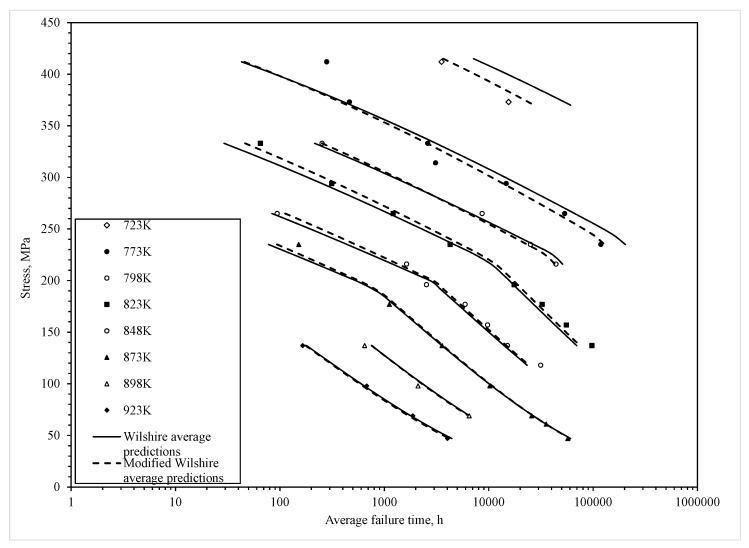 450
400
350
300
250
200
150
100
50
0
Stress, MPa
723K
773K
798K
823K
848K
873K
898K
923K
Wilshire average
predictions
Modified Wilshire
average predictions
1
10
100
1000
10000
100000
1000000
Average failure time, h